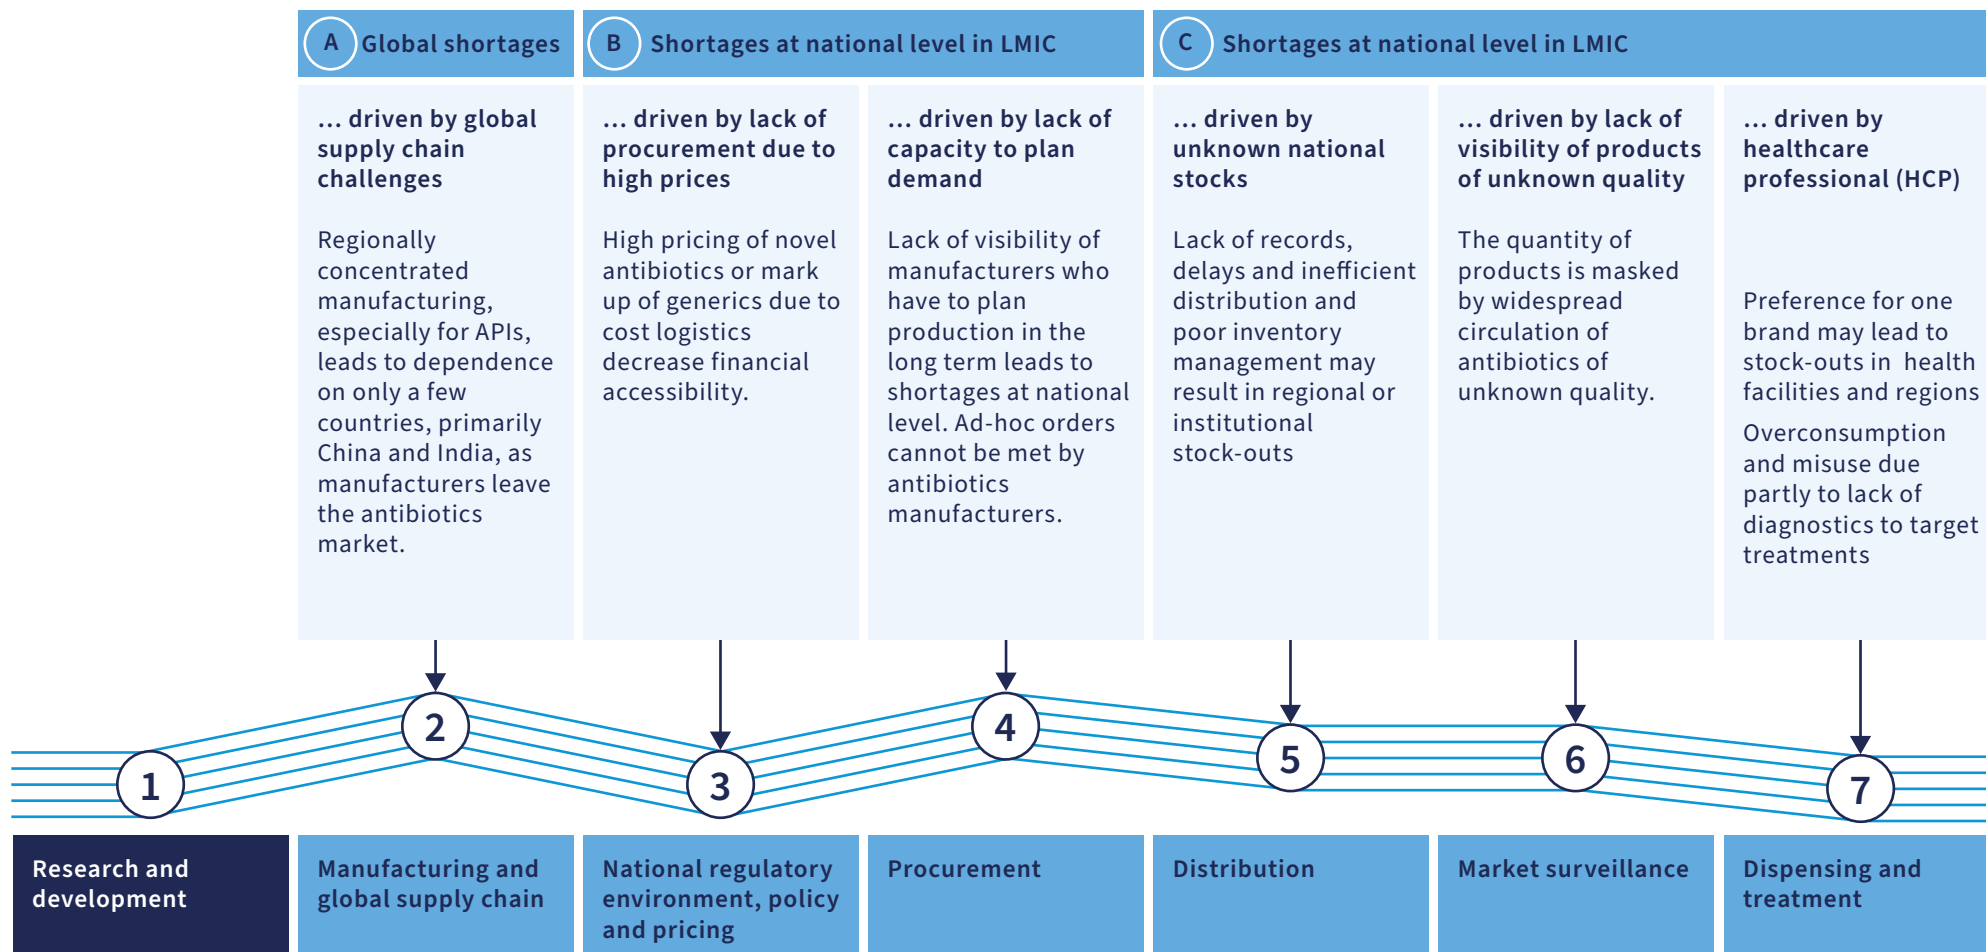 A Global shortages
B Shortages at national level in LMIC
C Shortages at national level in LMIC
... driven by global
supply chain
challenges
Regionally
concentrated
manufacturing,
especially for APIs,
leads to dependence
on only a few
countries, primarily
China and India, as
manufacturers leave
the antibiotics
market.
... driven by lack of
procurement due to
high prices
High pricing of novel
antibiotics or mark
up of generics due to
cost logistics
decrease financial
accessibility.
... driven by lack of
capacity to plan
demand
Lack of visibility of
manufacturers who
have to plan
production in the
long term leads to
shortages at national
level. Ad-hoc orders
cannot be met by
antibiotics
manufacturers.
... driven by
unknown national
stocks
Lack of records,
delays and inefficient
distribution and
poor inventory
management may
result in regional or
institutional
stock-outs
... driven by lack of
visibility of products
of unknown quality
The quantity of
products is masked
by widespread
circulation of
antibiotics of
unknown quality.
... driven by
healthcare
professional (HCP)
Preference for one
brand may lead to
stock-outs in health
facilities and regions
Overconsumption
and misuse due
partly to lack of
diagnostics to target
treatments
1
2
3
4
5
6
7
Research and
development
Manufacturing and
global supply chain
National regulatory
environment, policy
and pricing
Procurement
Distribution
Market surveillance
Dispensing and
treatment